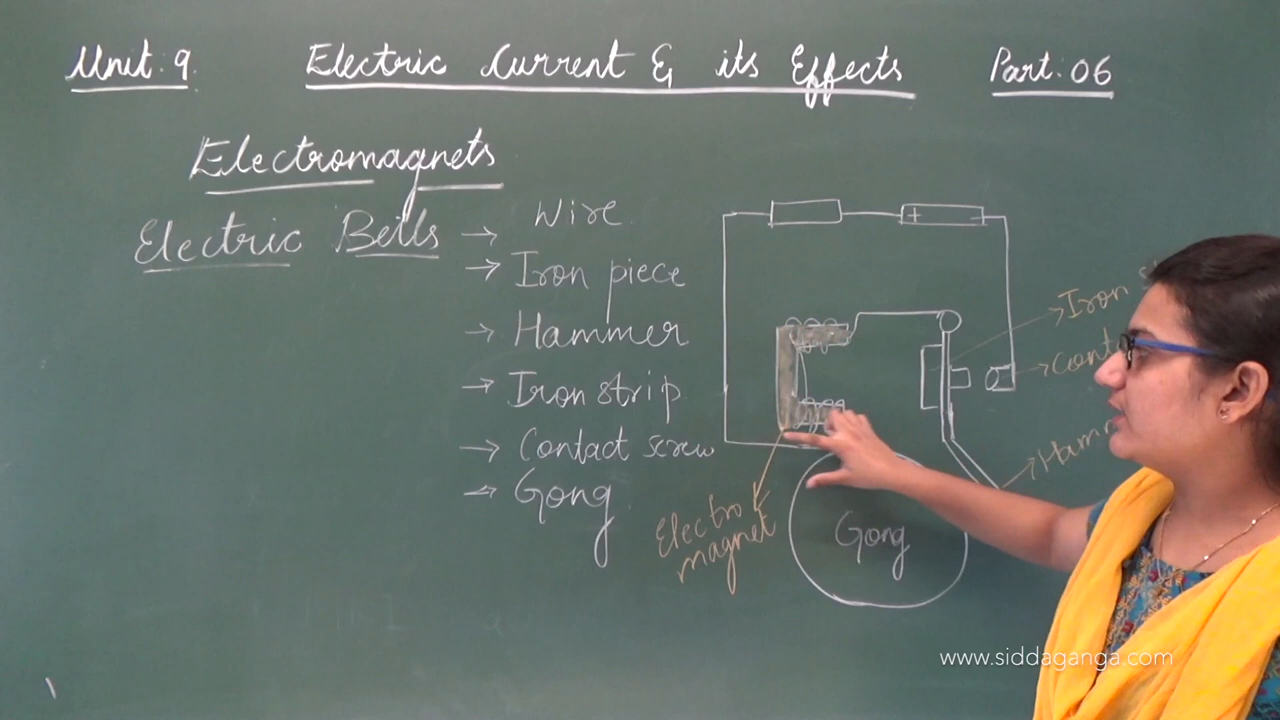 Unit: 9. Electric Current & its Effects Part: 06
Electromagnets
Electric Bells → Wire
→ Iron piece
→ Hammer
→ Iron strip
→ Contact screw
→ Gong
+ -
Iron
Electro
magnet
Gong
www.siddaganga.com